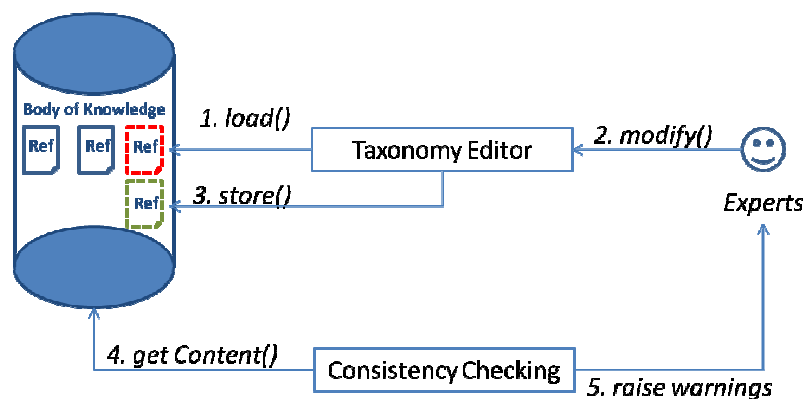 Body of Knowledge
Ref Ref Ref
1. load()
Taxonomy Editor
2. modify()
Ref
3. store()
Experts
4. get Content()
Consistency Checking
5. raise warnings